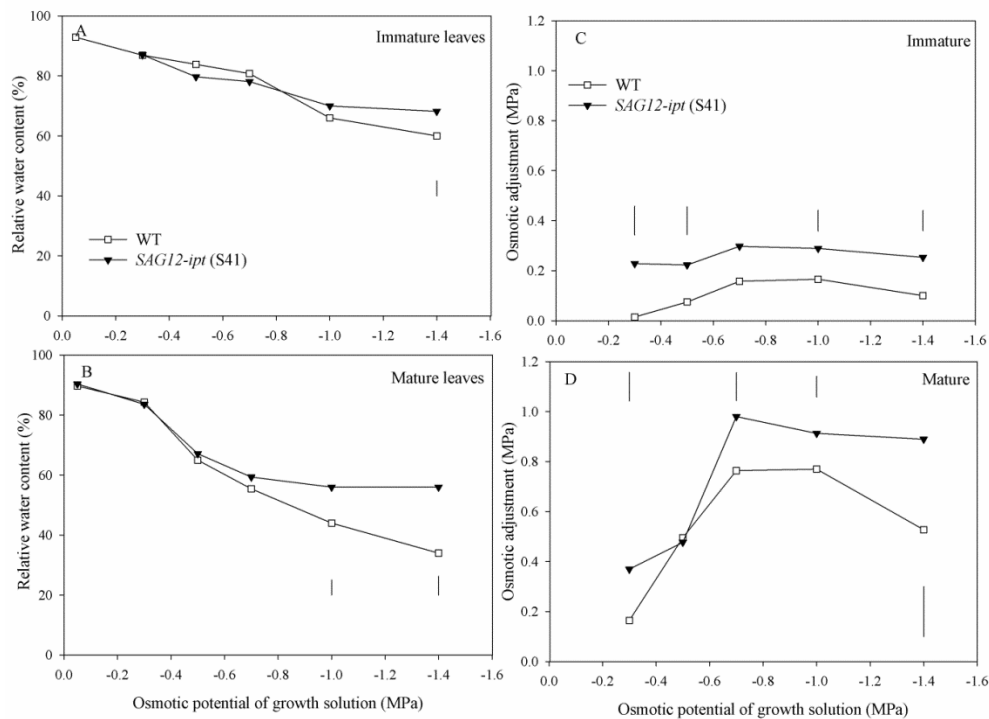 A
Immature leaves
Relative water content (%)
100
80
60
40
20
0
WT
SAG12-ipt (S41)
0.0 -0.2 -0.4 -0.6 -0.8 -1.0 -1.2 -1.4 -1.6
B
Mature leaves
Relative water content (%)
100
80
60
40
20
0
0.0 -0.2 -0.4 -0.6 -0.8 -1.0 -1.2 -1.4 -1.6
Osmotic potential of growth solution (MPa)
C
Immature
Osmotic adjustment (MPa)
1.2
1.0
0.8
0.6
0.4
0.2
0.0
WT
SAG12-ipt (S41)
0.0 -0.2 -0.4 -0.6 -0.8 -1.0 -1.2 -1.4 -1.6
D
Mature
Osmotic adjustment (MPa)
1.2
1.0
0.8
0.6
0.4
0.2
0.0
0.0 -0.2 -0.4 -0.6 -0.8 -1.0 -1.2 -1.4 -1.6
Osmotic potential of growth solution (MPa)